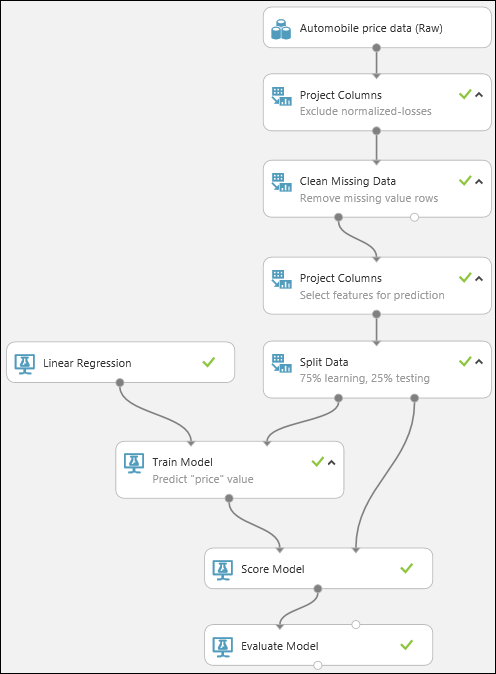 Automobile price data (Raw)
Project Columns
Exclude normalized-losses
Clean Missing Data
Remove missing value rows
Project Columns
Select features for prediction
Linear Regression
Split Data
75% learning, 25% testing
Train Model
Predict "price" value
Score Model
Evaluate Model